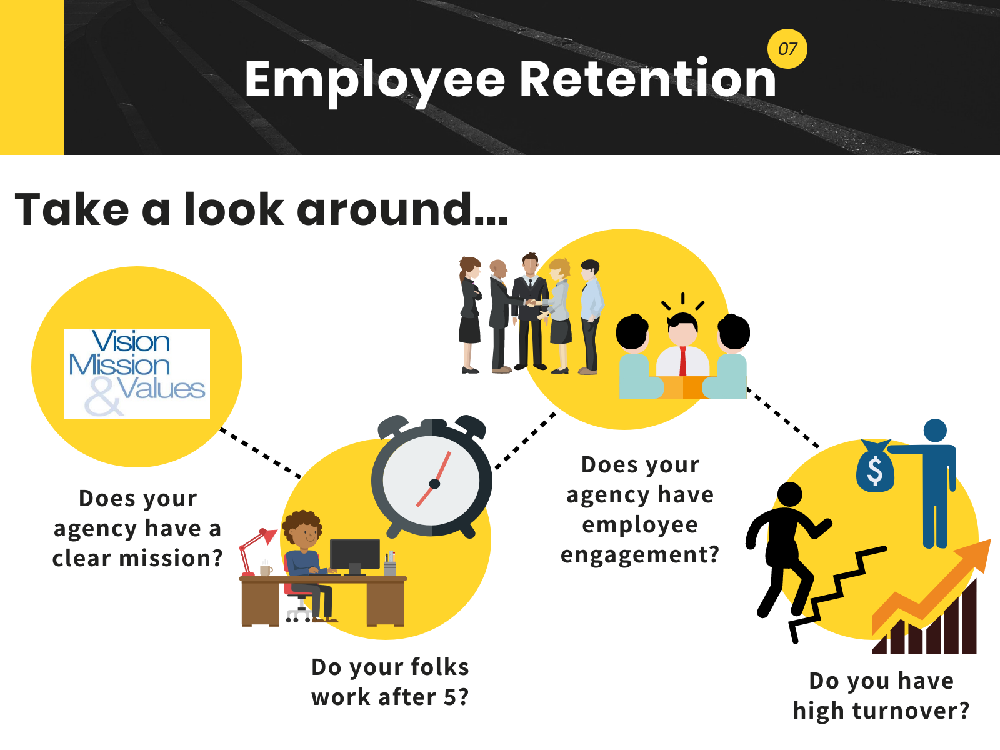 Employee Retention
07
Take a look around...
Vision
Mission
& Values
Does your
agency have a
clear mission?
Do your folks
work after 5?
Does your
agency have
employee
engagement?
$
Do you have
high turnover?